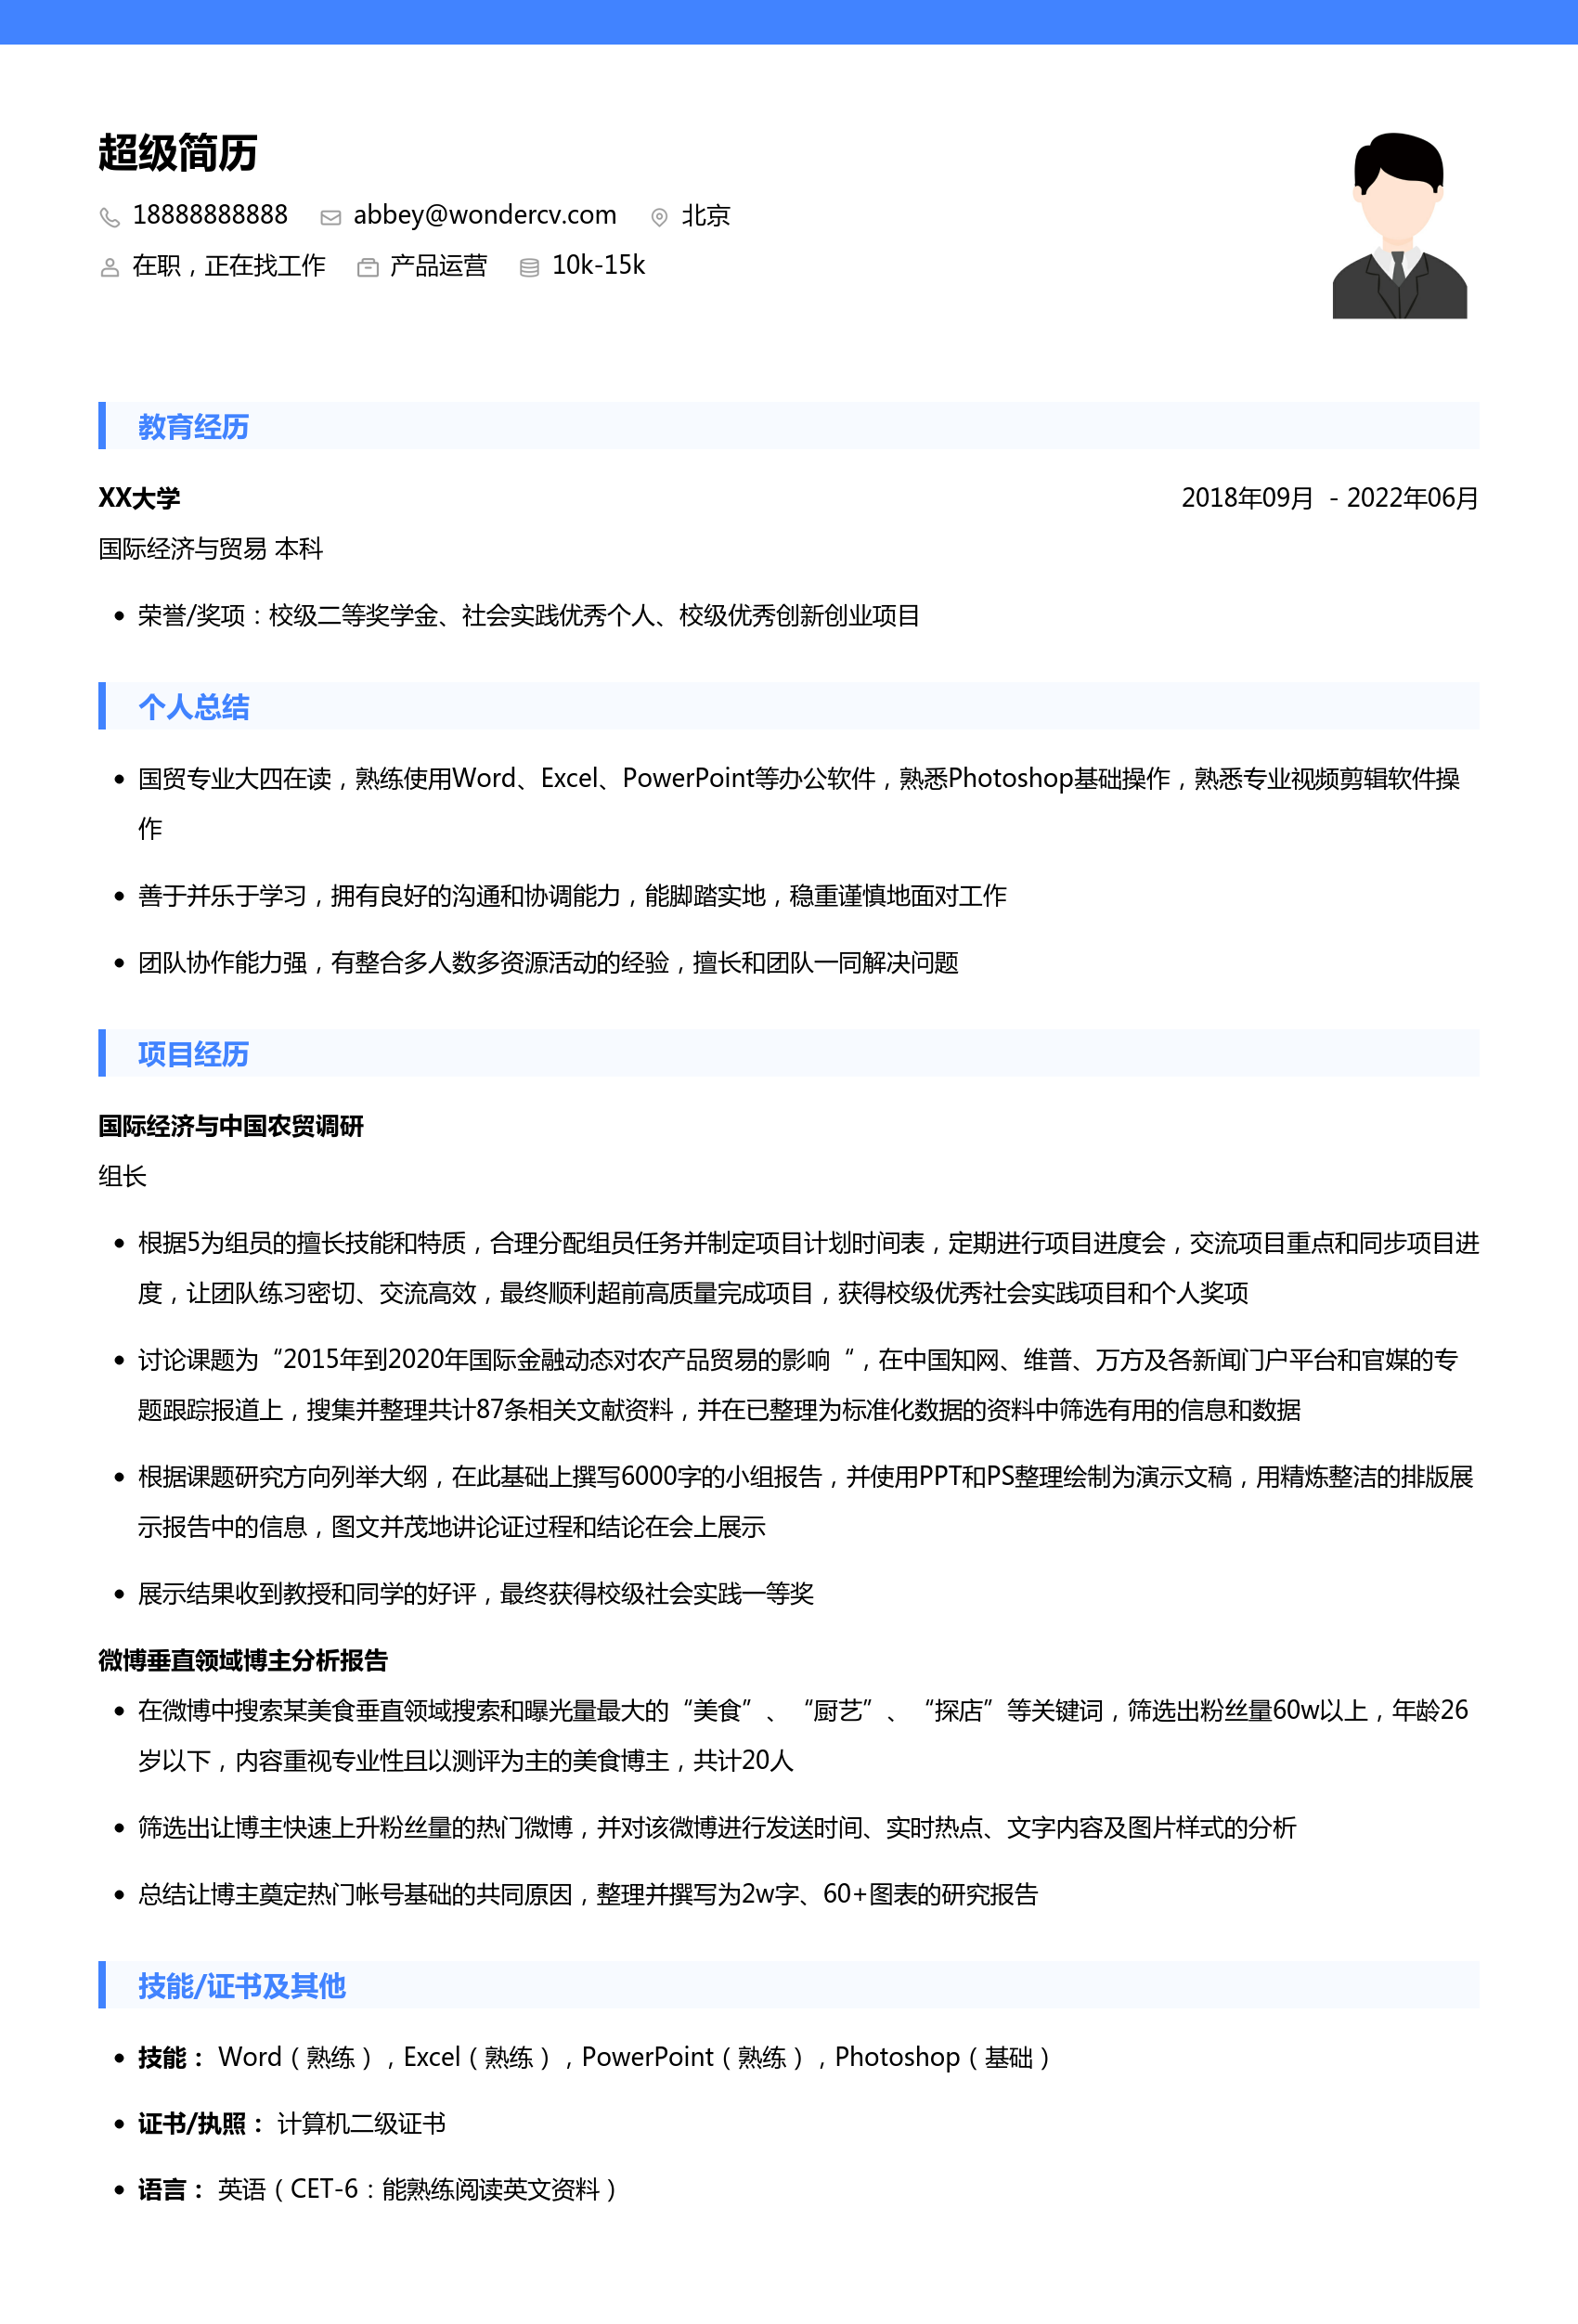 超级简历
18888888888 abbey@wondercv.com 北京
在职，正在找工作 产品运营 10k-15k
教育经历
XX大学 2018年09月 - 2022年06月
国际经济与贸易 本科
• 荣誉/奖项：校级二等奖学金、社会实践优秀个人、校级优秀创新创业项目
个人总结
• 国贸专业大四在读，熟练使用Word、Excel、PowerPoint等办公软件，熟悉Photoshop基础操作，熟悉专业视频剪辑软件操
作
• 善于并乐于学习，拥有良好的沟通和协调能力，能脚踏实地，稳重谨慎地面对工作
• 团队协作能力强，有整合多人数多资源活动的经验，擅长和团队一同解决问题
项目经历
国际经济与中国农贸调研
组长
• 根据5为组员的擅长技能和特质，合理分配组员任务并制定项目计划时间表，定期进行项目进度会，交流项目重点和同步项目进
度，让团队练习密切、交流高效，最终顺利超前高质量完成项目，获得校级优秀社会实践项目和个人奖项
• 讨论课题为“2015年到2020年国际金融动态对农产品贸易的影响“，在中国知网、维普、万方及各新闻门户平台和官媒的专
题跟踪报道上，搜集并整理共计87条相关文献资料，并在已整理为标准化数据的资料中筛选有用的信息和数据
• 根据课题研究方向列举大纲，在此基础上撰写6000字的小组报告，并使用PPT和PS整理绘制为演示文稿，用精炼整洁的排版展
示报告中的信息，图文并茂地讲论证过程和结论在会上展示
• 展示结果收到教授和同学的好评，最终获得校级社会实践一等奖
微博垂直领域博主分析报告
• 在微博中搜索某美食垂直领域搜索和曝光量最大的“美食”、“厨艺”、“探店”等关键词，筛选出粉丝量60w以上，年龄26
岁以下，内容重视专业性且以测评为主的美食博主，共计20人
• 筛选出让博主快速上升粉丝量的热门微博，并对该微博进行发送时间、实时热点、文字内容及图片样式的分析
• 总结让博主奠定热门帐号基础的共同原因，整理并撰写为2w字、60+图表的研究报告
技能/证书及其他
• 技能： Word（熟练），Excel（熟练），PowerPoint（熟练），Photoshop（基础）
• 证书/执照： 计算机二级证书
• 语言： 英语（CET-6：能熟练阅读英文资料）